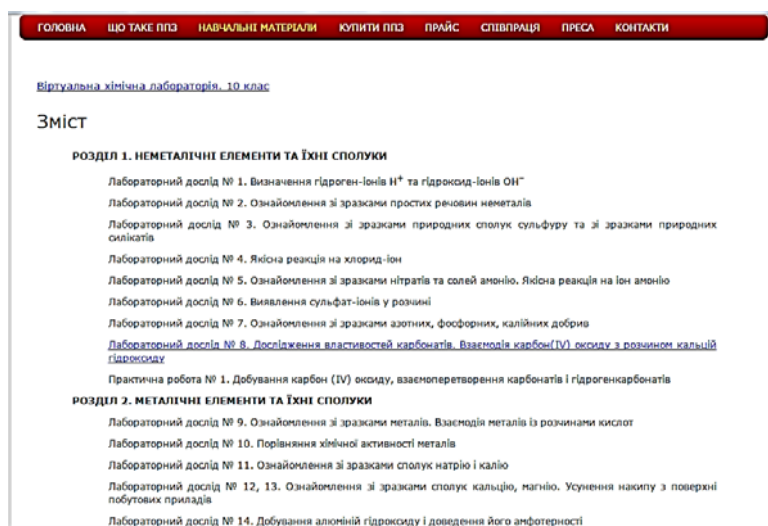 ГОЛОВНА ЩО ТАКЕ ППЗ НАВЧАЛЬНІ МАТЕРІАЛИ КУПИТИ ППЗ ПРАЙС СПІВПРАЦЯ ПРЕСА КОНТАКТИ
Віртуальна хімічна лабораторія. 10 клас
Зміст
РОЗДІЛ 1. НЕМЕТАЛІЧНІ ЕЛЕМЕНТИ ТА ЇХНІ СПОЛУКИ
Лабораторний дослід № 1. Визначення гідроген-іонів H⁺ та гідроксид-іонів OH⁻
Лабораторний дослід № 2. Ознайомлення зі зразками простих речовин неметалів
Лабораторний дослід № 3. Ознайомлення зі зразками природних сполук сульфуру та зі зразками природних
силікатів
Лабораторний дослід № 4. Якісна реакція на хлорид-іон
Лабораторний дослід № 5. Ознайомлення зі зразками нітратів та солей амонію. Якісна реакція на іон амонію
Лабораторний дослід № 6. Виявлення сульфат-іонів у розчині
Лабораторний дослід № 7. Ознайомлення зі зразками азотних, фосфорних, калійних добрив
Лабораторний дослід № 8. Дослідження властивостей карбонатів. Взаємодія карбон(IV) оксиду з розчином кальцій
гідроксиду
Практична робота № 1. Добування карбон (IV) оксиду, взаємоперетворення карбонатів і гідрогенкарбонатів
РОЗДІЛ 2. МЕТАЛІЧНІ ЕЛЕМЕНТИ ТА ЇХНІ СПОЛУКИ
Лабораторний дослід № 9. Ознайомлення зі зразками металів. Взаємодія металів із розчинами кислот
Лабораторний дослід № 10. Порівняння хімічної активності металів
Лабораторний дослід № 11. Ознайомлення зі зразками сполук натрію і калію
Лабораторний дослід № 12, 13. Ознайомлення зі зразками сполук кальцію, магнію. Усунення накипу з поверхні
побутових приладів
Лабораторний дослід № 14. Добування алюміній гідроксиду і доведення його амфотерності